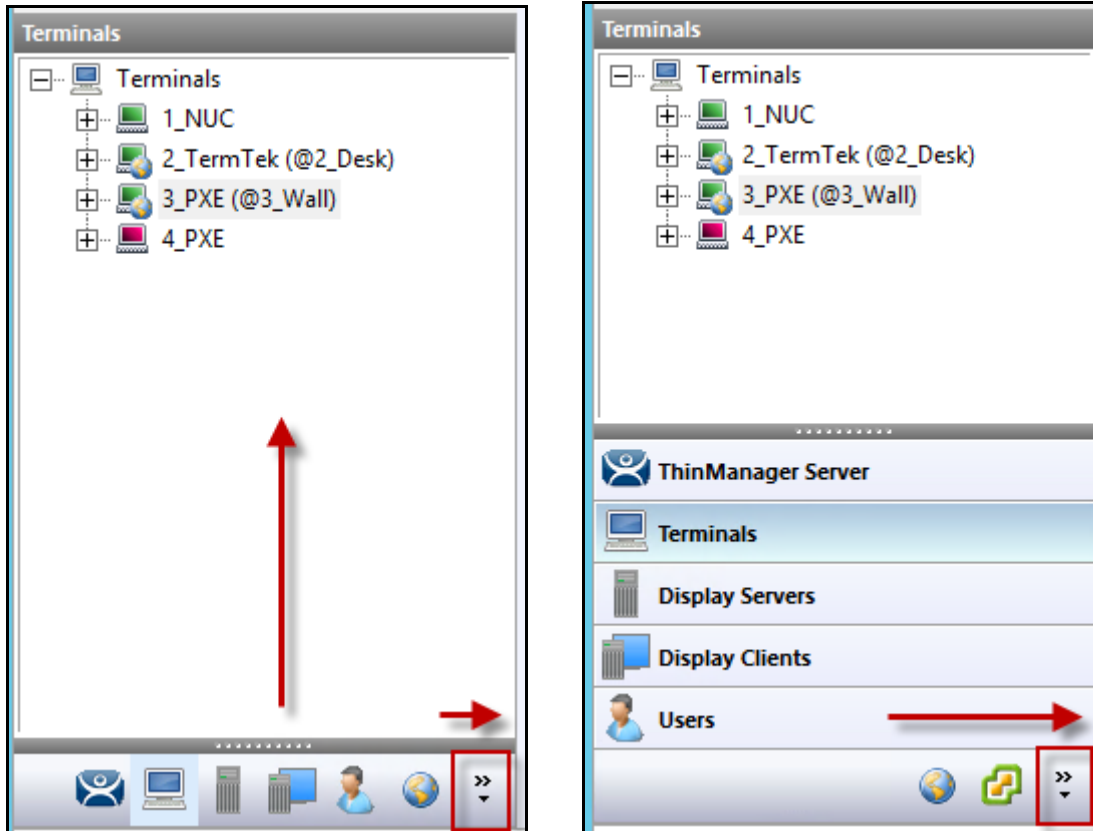 Terminals
Terminals
1_NUC
2_TermTek (@2_Desk)
3_PXE (@3_Wall)
4_PXE
Terminals
Terminals
1_NUC
2_TermTek (@2_Desk)
3_PXE (@3_Wall)
4_PXE
ThinManager Server
Terminals
Display Servers
Display Clients
Users